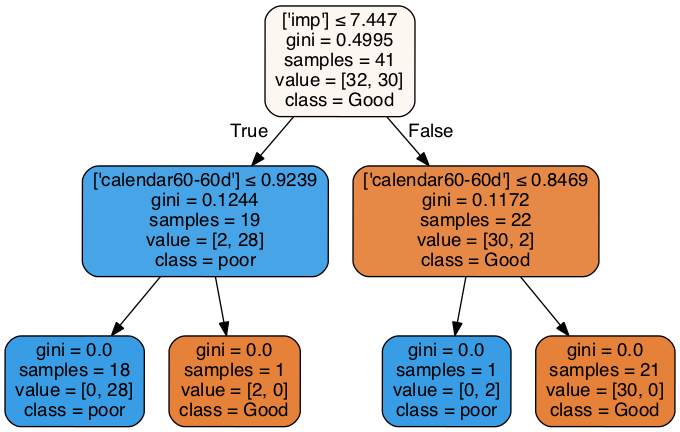 ['imp'] ≤ 7.447
gini = 0.4995
samples = 41
value = [32, 30]
class = Good
True
False
['calendar60-60d'] ≤ 0.9239
gini = 0.1244
samples = 19
value = [2, 28]
class = poor
['calendar60-60d'] ≤ 0.8469
gini = 0.1172
samples = 22
value = [30, 2]
class = Good
gini = 0.0
samples = 18
value = [0, 28]
class = poor
gini = 0.0
samples = 1
value = [2, 0]
class = Good
gini = 0.0
samples = 1
value = [0, 2]
class = poor
gini = 0.0
samples = 21
value = [30, 0]
class = Good